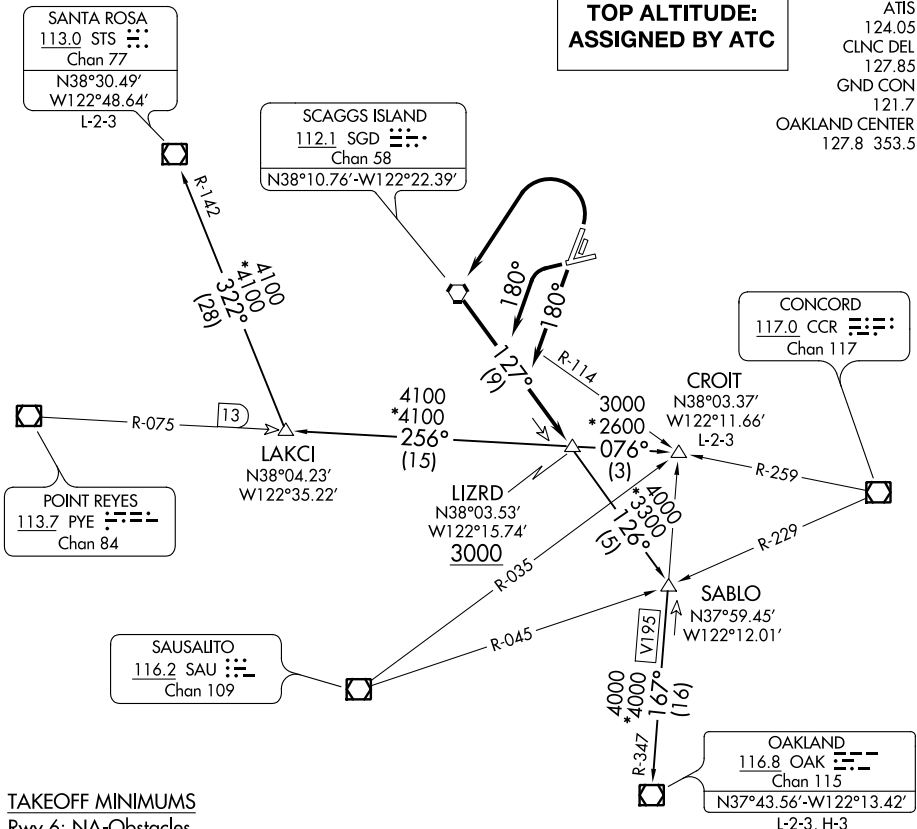 SANTA ROSA
113.0 STS
Chan 77
N38°30.49′
W122°48.64′
L-2-3
TOP ALTITUDE:
ASSIGNED BY ATC
ATIS
124.05
CLNC DEL
127.85
GND CON
121.7
OAKLAND CENTER
127.8 353.5
SCAGGS ISLAND
112.1 SGD
Chan 58
N38°10.76′-W122°22.39′
R-142
4100
*4100
322°
(28)
180°
180°
127°
(9)
R-114
CONCORD
117.0 CCR
Chan 117
CROIT
N38°03.37′
W122°11.66′
L-2-3
3000
*2600
076°
(3)
4100
*4100
256°
(15)
R-075
13
LAKCI
N38°04.23′
W122°35.22′
POINT REYES
113.7 PYE
Chan 84
LIZRD
N38°03.53′
W122°15.74′
3000
4000
*3300
126°
(5)
R-259
R-229
R-035
R-045
SABLO
N37°59.45′
W122°12.01′
SAUSALITO
116.2 SAU
Chan 109
V195
4000
*4000
167°
(16)
R-347
OAKLAND
116.8 OAK
Chan 115
N37°43.56′-W122°13.42′
L-2-3, H-3
TAKEOFF MINIMUMS
Rwy 6: NA-Obstacles